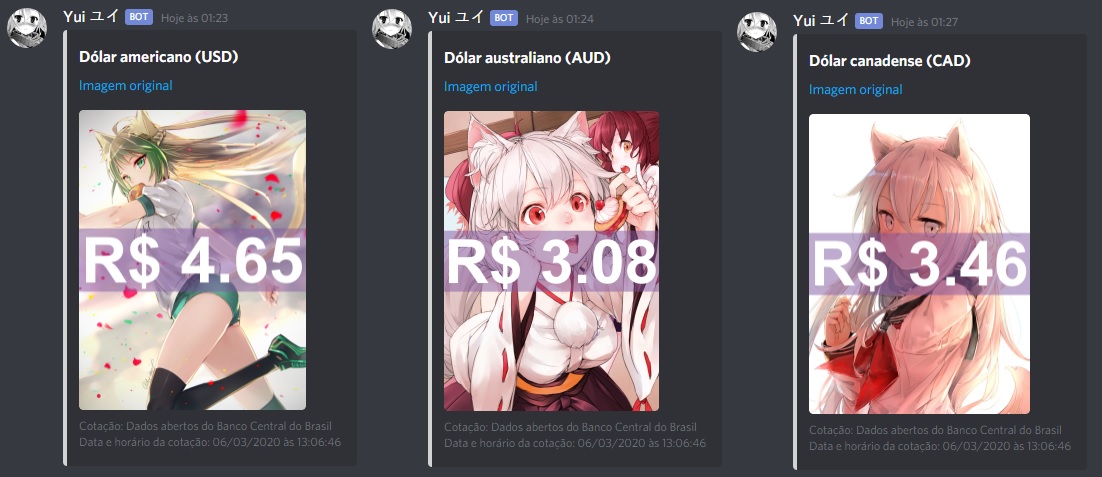 Yui ユイ BOT Hoje às 01:23
Dólar americano (USD)
Imagem original
R$ 4.65
Cotação: Dados abertos do Banco Central do Brasil
Data e horário da cotação: 06/03/2020 às 13:06:46
Yui ユイ BOT Hoje às 01:24
Dólar australiano (AUD)
Imagem original
R$ 3.08
Cotação: Dados abertos do Banco Central do Brasil
Data e horário da cotação: 06/03/2020 às 13:06:46
Yui ユイ BOT Hoje às 01:27
Dólar canadense (CAD)
Imagem original
R$ 3.46
Cotação: Dados abertos do Banco Central do Brasil
Data e horário da cotação: 06/03/2020 às 13:06:46